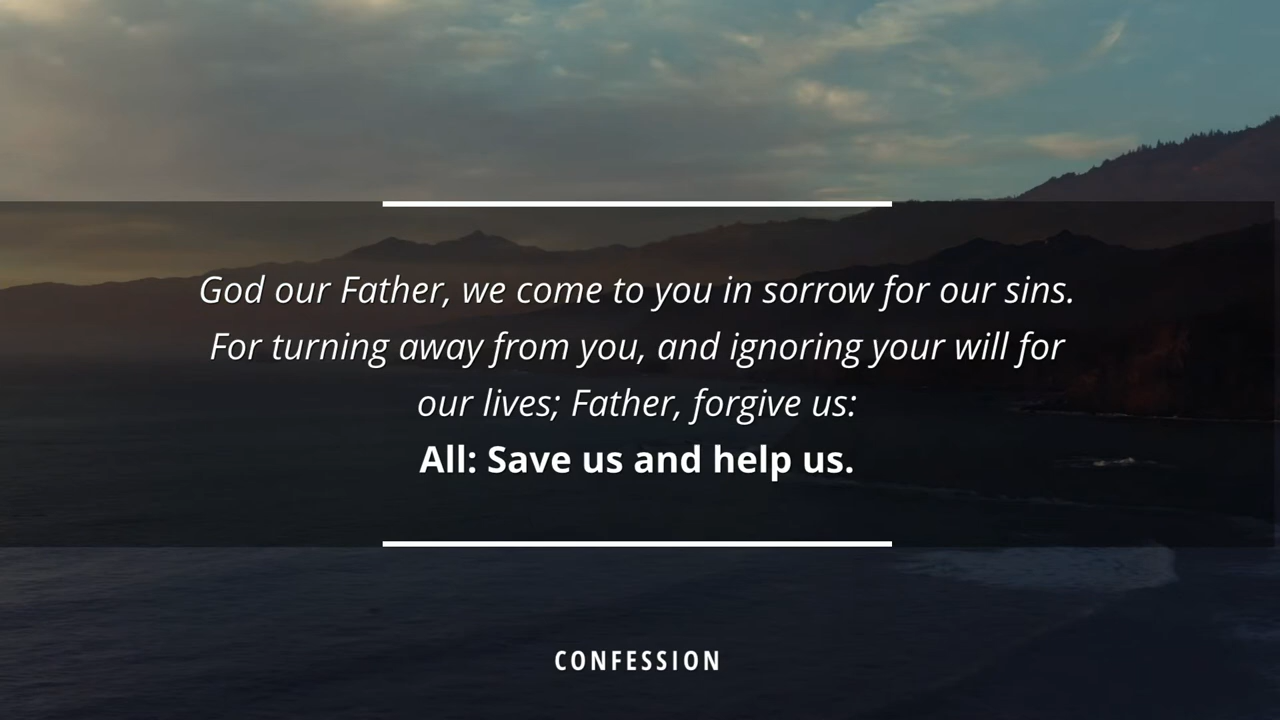 God our Father, we come to you in sorrow for our sins.
For turning away from you, and ignoring your will for
our lives; Father, forgive us:
All: Save us and help us.
CONFESSION